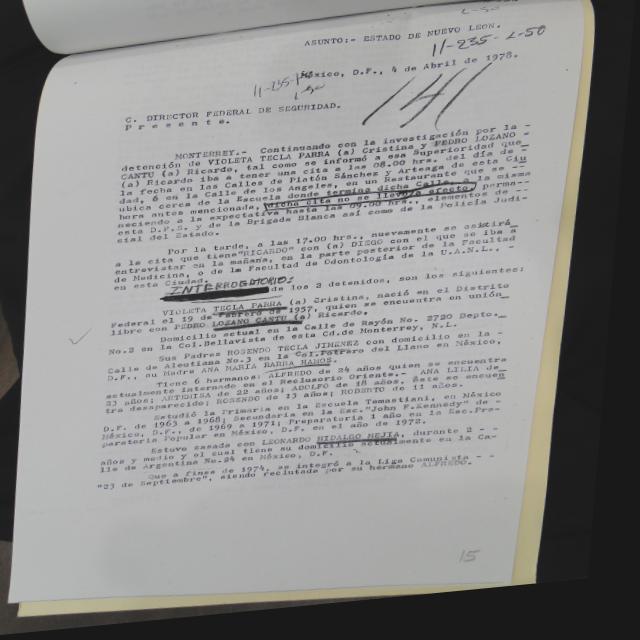 L-50
ASUNTO:- ESTADO DE NUEVO LEON.
11-235-L-50
México, D.F., 4 de Abril de 1978.
C. DIRECTOR FEDERAL DE SEGURIDAD.
P r e s e n t e.
141
MONTERREY.- Continuando con la investigación por la -
detención de VIOLETA TECLA PARRA (a) Cristina y PEDRO LOZANO -
CANTU (a) Ricardo, tal como se informó a esa Superioridad que
(a) Ricardo iba a tener una cita a las 08.00 hrs. del día de -
la fecha en las Calles de Platón Sánchez y Arteaga de esta Ciu
dad, ó en la Calle de los Angeles, en un Restaurante que se --
ubica cerca de la Escuela donde termina dicha Calle, a la misma
hora antes mencionada, dicha cita no se llevó a efecto, perma--
neciendo a la expectativa hasta las 09.00 hrs., elementos de -
esta D.F.S. y de la Brigada Blanca así como de la Policía Judi-
cial del Estado.
Por la tarde, a las 17.00 hrs., nuevamente se asistirá
a la cita que tiene "RICARDO" con (a) DIEGO con el que se iba a
entrevistar en la mañana, en la parte posterior de la Facultad
de Medicina, o de la Facultad de Odontología de la U.A.N.L., -
en esta Ciudad.
INTERROGATORIO:
de los 2 detenidos, son los siguientes:
VIOLETA TECLA PARRA (a) Cristina, nació en el Distrito
Federal el 19 de Febrero de 1957, quien se encuentra en unión
libre con PEDRO LOZANO CANTU (a) Ricardo.
Domicilio actual en la Calle de Rayón No. 2720 Depto.
No.2 en la Col.Bellavista de esta Cd.de Monterrey, N.L.
Sus Padres ROSENDO TECLA JIMENEZ con domicilio en la -
Calle de Aleutiana No.3 en la Col.Potrero del Llano en México,
D.F., su Madre ANA MARIA PARRA RAMOS.
Tiene 6 hermanos: ALFREDO de 24 años quien se encuentra
actualmente internado en el Reclusorio Oriente.- ANA LILIA de
23 años; ARTEMISA de 22 años; ADOLFO de 18 años, éste se encuen
tra desaparecido; ROSENDO de 13 años; ROBERTO de 11 años.
Estudió la Primaria en la Escuela Temastiani, en México
D.F. de 1963 a 1968; Secundaria en la Esc."John F.Kennedy" de -
México, D.F., de 1969 a 1971; Preparatoria 1 año en la Esc.Pre-
paratoria Popular en México, D.F. en el año de 1972.
Estuvo casada con LEONARDO HIDALGO MEJIA, durante 2 --
años y medio y el cual tiene su domicilio actualmente en la Ca-
lle de Argentina No.24 en México, D.F.
Que a fines de 1974, se integró a la Liga Comunista --
"23 de Septiembre", siendo reclutada por su hermano ALFREDO.
15